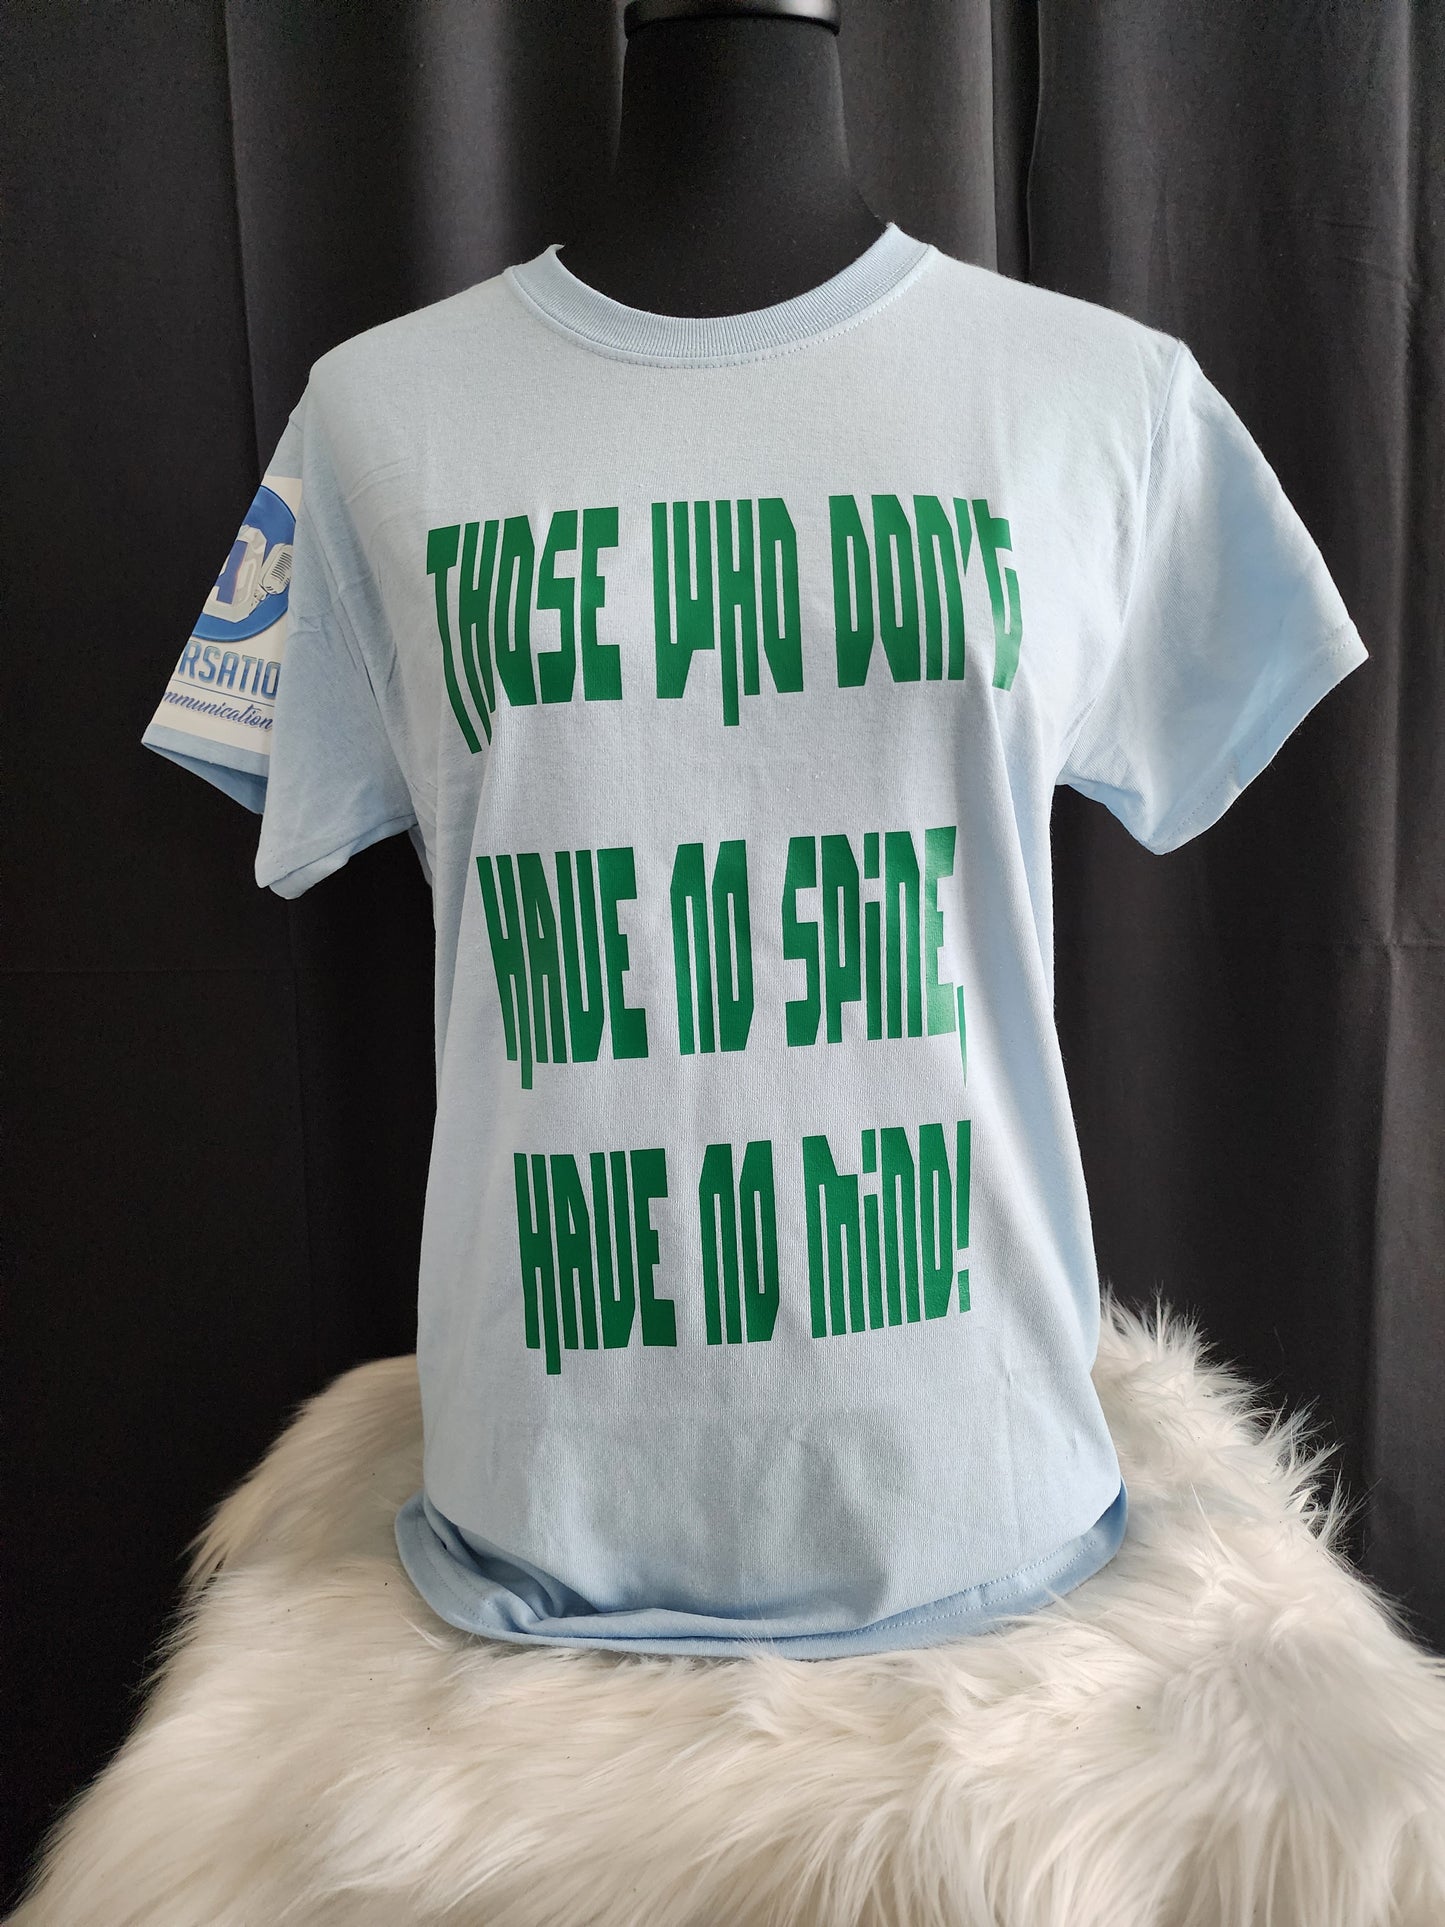 THOSE WHO DON't
HAVE NO SPiNE,
HAVE NO MiND!